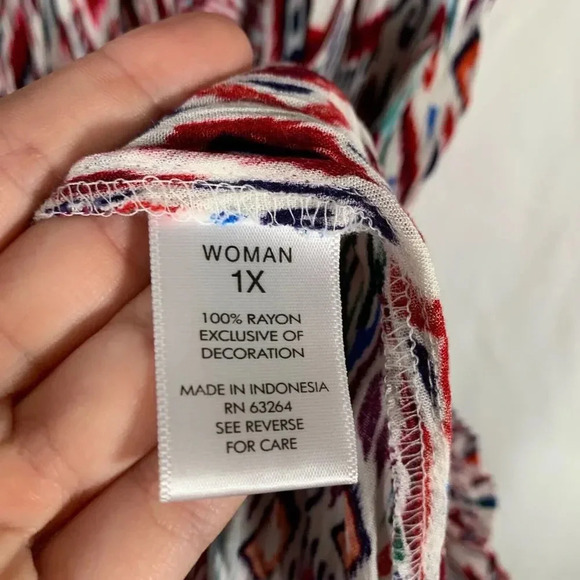 WOMAN
1X
100% RAYON
EXCLUSIVE OF
DECORATION
MADE IN INDONESIA
RN 63264
SEE REVERSE
FOR CARE